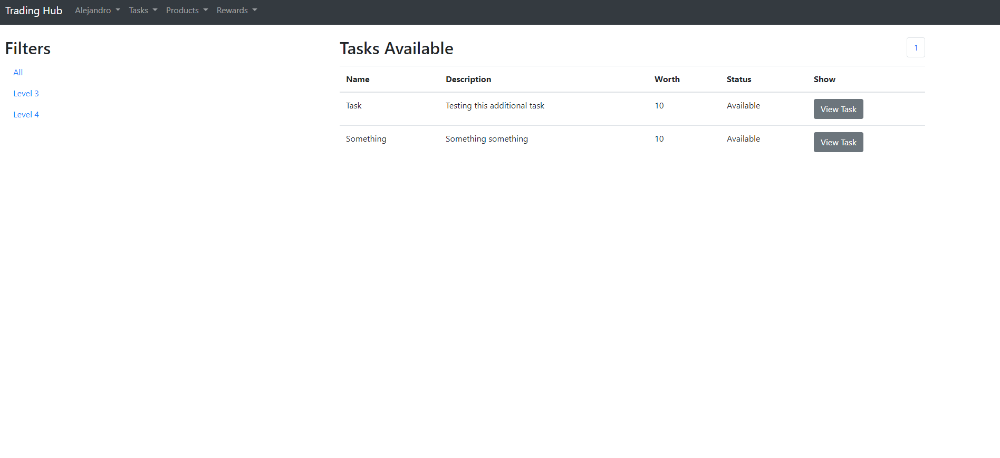 Trading Hub Alejandro Tasks Products Rewards
Filters
All
Level 3
Level 4
Tasks Available 1
Name Description Worth Status Show
Task Testing this additional task 10 Available View Task
Something Something something 10 Available View Task